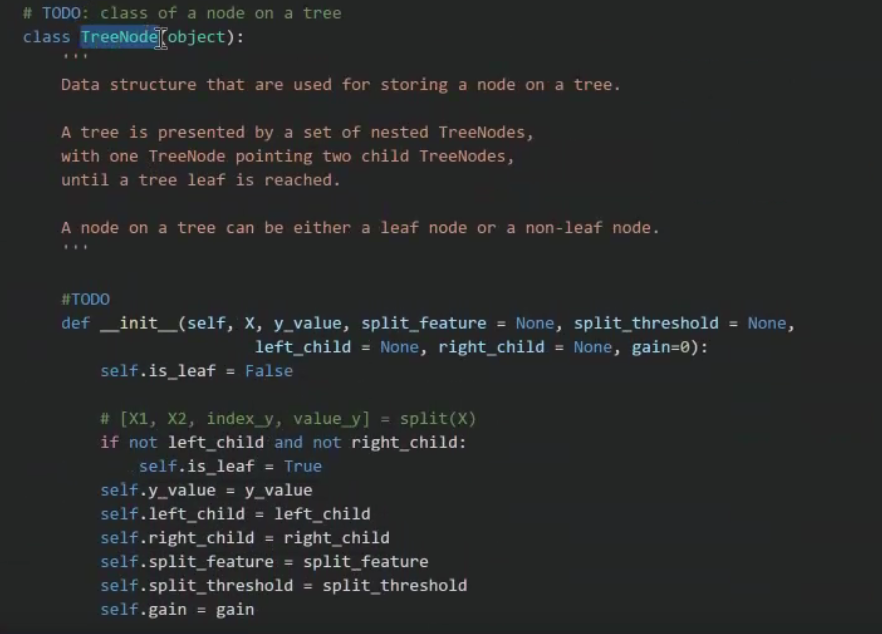 # TODO: class of a node on a tree
class TreeNode(object):
    '''
    Data structure that are used for storing a node on a tree.

    A tree is presented by a set of nested TreeNodes,
    with one TreeNode pointing two child TreeNodes,
    until a tree leaf is reached.

    A node on a tree can be either a leaf node or a non-leaf node.
    '''

    #TODO
    def __init__(self, X, y_value, split_feature = None, split_threshold = None,
                        left_child = None, right_child = None, gain=0):
        self.is_leaf = False

        # [X1, X2, index_y, value_y] = split(X)
        if not left_child and not right_child:
            self.is_leaf = True
        self.y_value = y_value
        self.left_child = left_child
        self.right_child = right_child
        self.split_feature = split_feature
        self.split_threshold = split_threshold
        self.gain = gain